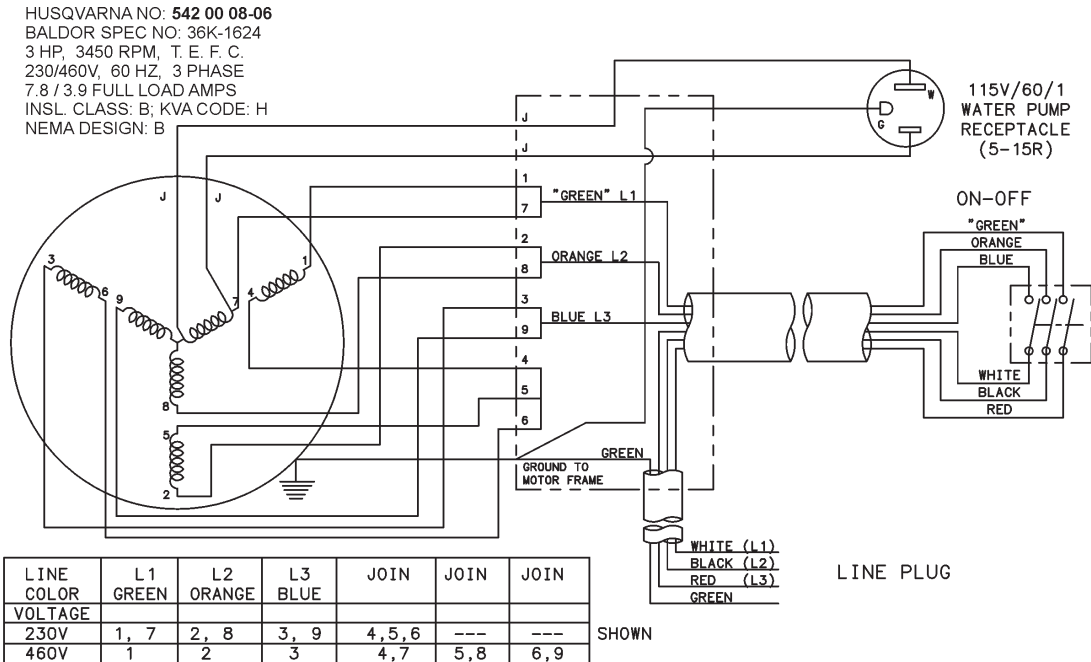 HUSQVARNA NO: 542 00 08-06
BALDOR SPEC NO: 36K-1624
3 HP, 3450 RPM, T. E. F. C.
230/460V, 60 HZ, 3 PHASE
7.8 / 3.9 FULL LOAD AMPS
INSL. CLASS: B; KVA CODE: H
NEMA DESIGN: B
J
J
W
G
115V/60/1
WATER PUMP
RECEPTACLE
(5-15R)
J
J
1
7
"GREEN" L1
2
8
ORANGE L2
3
9
BLUE L3
4
5
6
3
6
9
4
1
7
8
5
2
ON-OFF
"GREEN"
ORANGE
BLUE
WHITE
BLACK
RED
GREEN
GROUND TO
MOTOR FRAME
WHITE (L1)
BLACK (L2)
RED (L3)
GREEN
LINE PLUG
LINE COLOR L1 GREEN L2 ORANGE L3 BLUE JOIN JOIN JOIN
VOLTAGE
230V 1, 7 2, 8 3, 9 4,5,6 --- --- SHOWN
460V 1 2 3 4,7 5,8 6,9